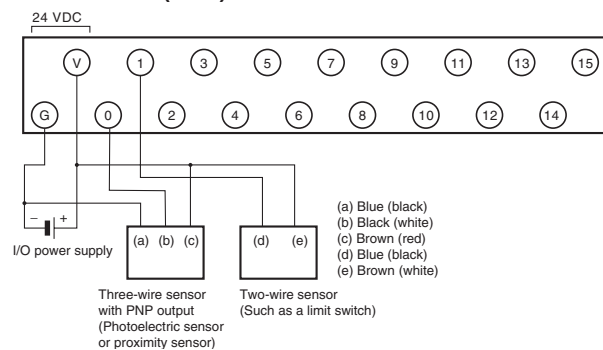 24 VDC
V 1 3 5 7 9 11 13 15
G 0 2 4 6 8 10 12 14
− +
I/O power supply
(a) (b) (c)
(d) (e)
(a) Blue (black)
(b) Black (white)
(c) Brown (red)
(d) Blue (black)
(e) Brown (white)
Three-wire sensor
with PNP output
(Photoelectric sensor
or proximity sensor)
Two-wire sensor
(Such as a limit switch)